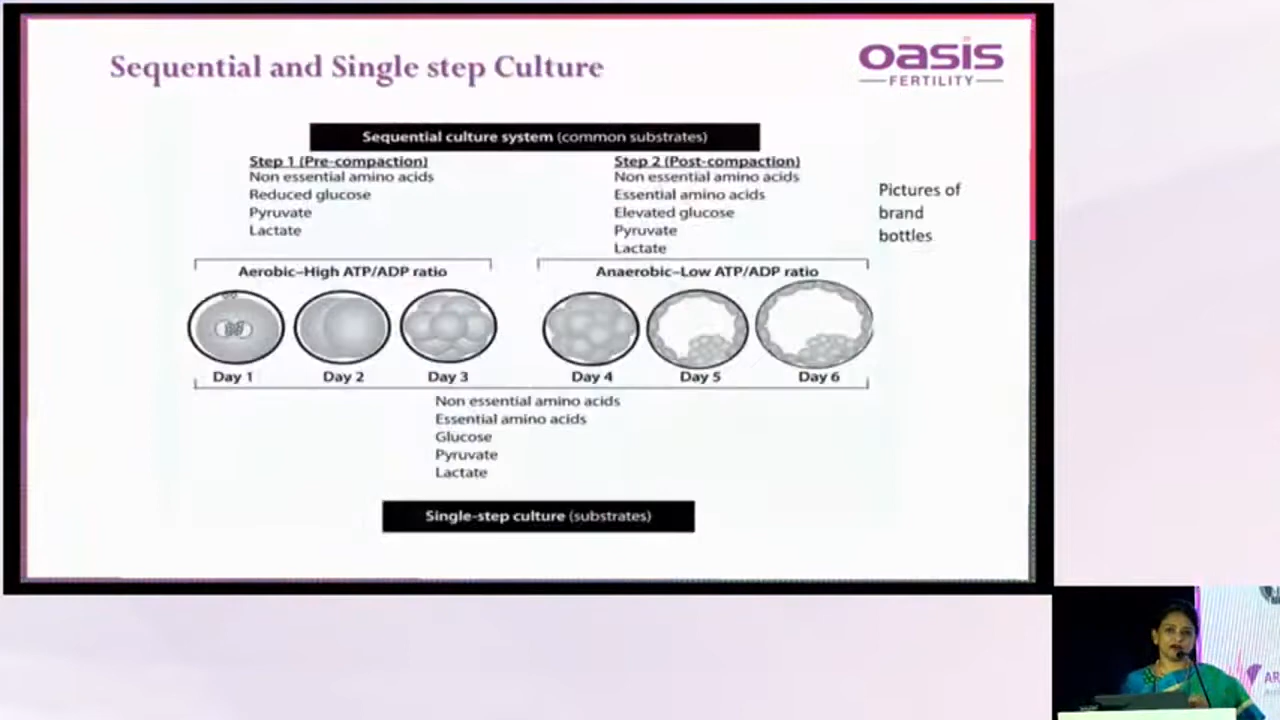 Sequential and Single step Culture
oasis
FERTILITY
Sequential culture system (common substrates)
Step 1 (Pre-compaction)
Non essential amino acids
Reduced glucose
Pyruvate
Lactate
Step 2 (Post-compaction)
Non essential amino acids
Essential amino acids
Elevated glucose
Pyruvate
Lactate
Pictures of
brand
bottles
Aerobic–High ATP/ADP ratio
Anaerobic–Low ATP/ADP ratio
Day 1
Day 2
Day 3
Day 4
Day 5
Day 6
Non essential amino acids
Essential amino acids
Glucose
Pyruvate
Lactate
Single-step culture (substrates)
AR